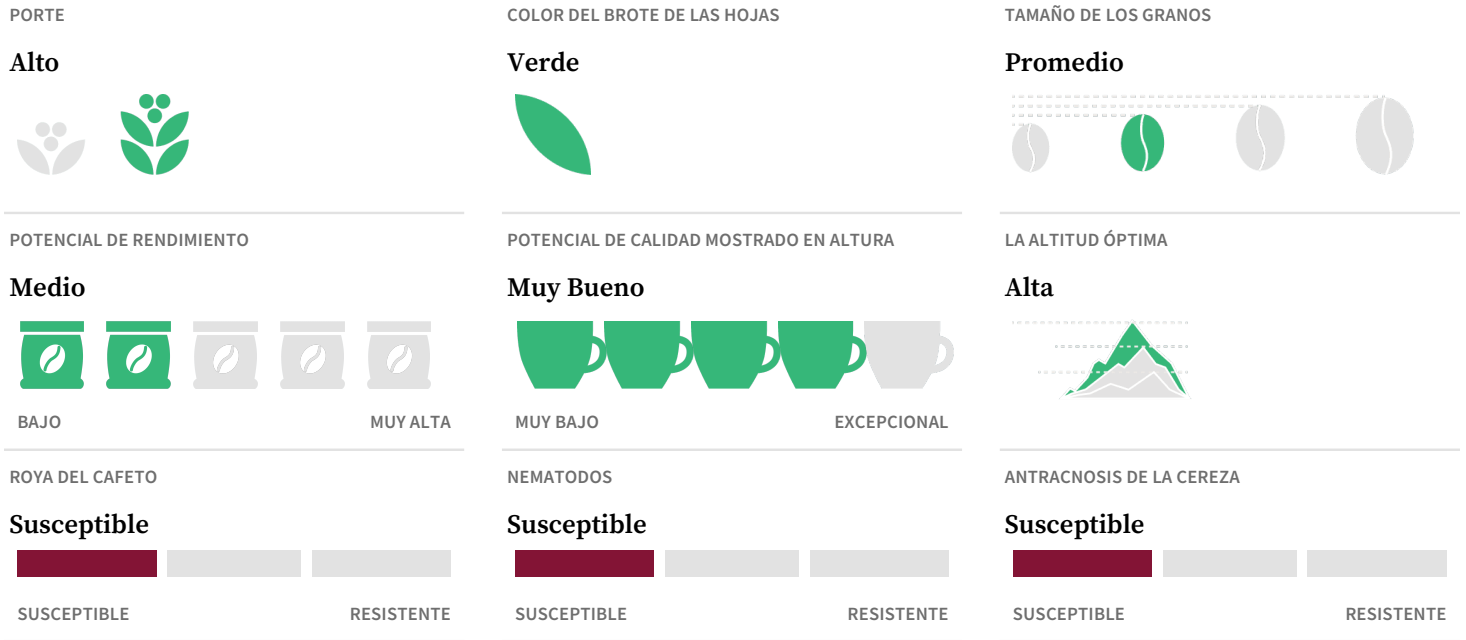 PORTE
Alto
COLOR DEL BROTE DE LAS HOJAS
Verde
TAMAÑO DE LOS GRANOS
Promedio
POTENCIAL DE RENDIMIENTO
Medio
BAJO
MUY ALTA
POTENCIAL DE CALIDAD MOSTRADO EN ALTURA
Muy Bueno
MUY BAJO
EXCEPCIONAL
LA ALTITUD ÓPTIMA
Alta
ROYA DEL CAFETO
Susceptible
SUSCEPTIBLE
RESISTENTE
NEMATODOS
Susceptible
SUSCEPTIBLE
RESISTENTE
ANTRACNOSIS DE LA CEREZA
Susceptible
SUSCEPTIBLE
RESISTENTE